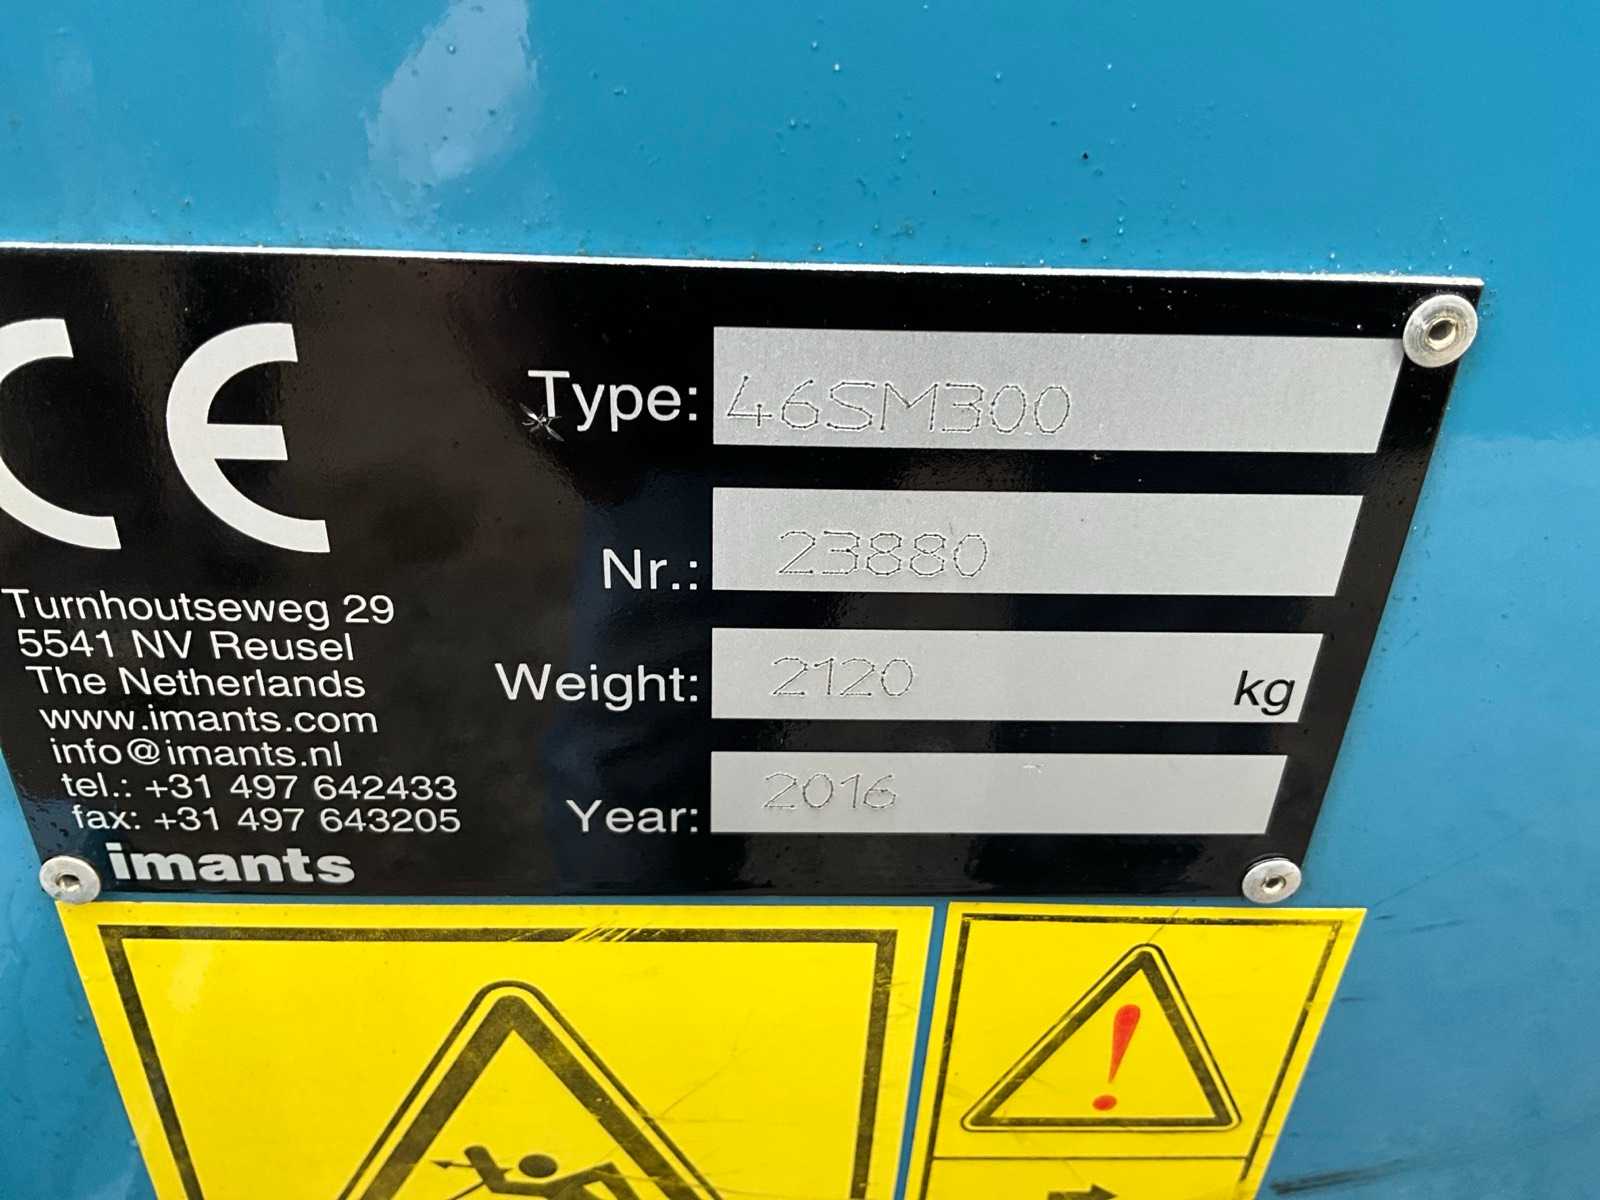 CE
Type: 46SM300
Nr.: 23880
Weight: 2120 kg
Year: 2016
Turnhoutseweg 29
5541 NV Reusel
The Netherlands
www.imants.com
info@imants.nl
tel.: +31 497 642433
fax: +31 497 643205
imants
!